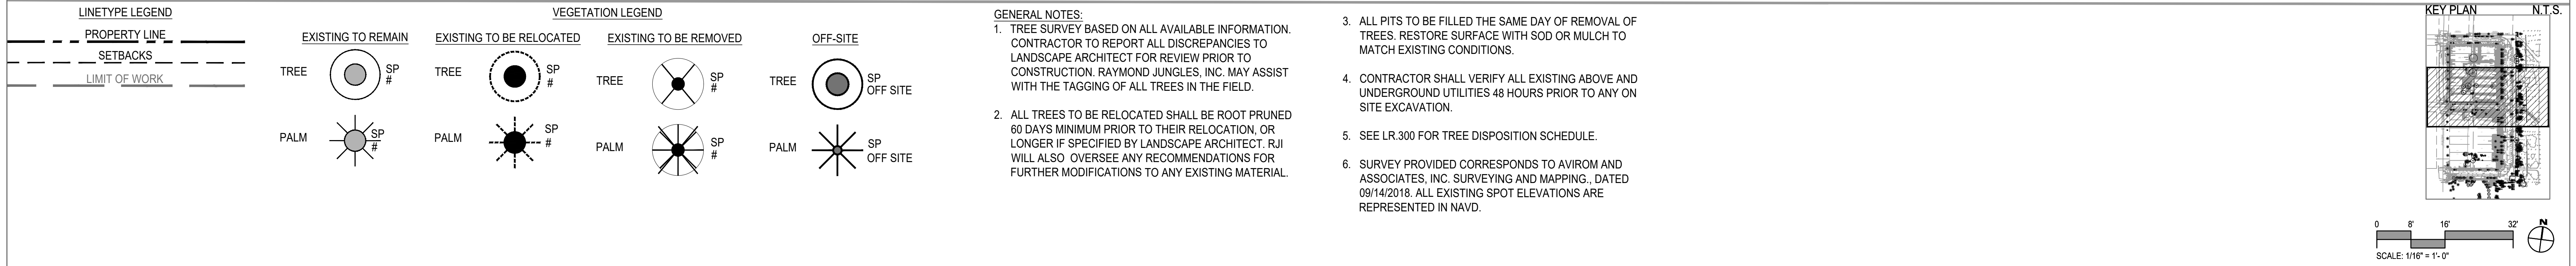 LINETYPE LEGEND
PROPERTY LINE
SETBACKS
LIMIT OF WORK
VEGETATION LEGEND
EXISTING TO REMAIN
TREE
SP
#
PALM
SP
#
EXISTING TO BE RELOCATED
TREE
SP
#
PALM
SP
#
EXISTING TO BE REMOVED
TREE
SP
#
PALM
SP
#
OFF-SITE
TREE
SP
OFF SITE
PALM
SP
OFF SITE
GENERAL NOTES:
1. TREE SURVEY BASED ON ALL AVAILABLE INFORMATION.
CONTRACTOR TO REPORT ALL DISCREPANCIES TO
LANDSCAPE ARCHITECT FOR REVIEW PRIOR TO
CONSTRUCTION. RAYMOND JUNGLES, INC. MAY ASSIST
WITH THE TAGGING OF ALL TREES IN THE FIELD.
2. ALL TREES TO BE RELOCATED SHALL BE ROOT PRUNED
60 DAYS MINIMUM PRIOR TO THEIR RELOCATION, OR
LONGER IF SPECIFIED BY LANDSCAPE ARCHITECT. RJI
WILL ALSO OVERSEE ANY RECOMMENDATIONS FOR
FURTHER MODIFICATIONS TO ANY EXISTING MATERIAL.
3. ALL PITS TO BE FILLED THE SAME DAY OF REMOVAL OF
TREES. RESTORE SURFACE WITH SOD OR MULCH TO
MATCH EXISTING CONDITIONS.
4. CONTRACTOR SHALL VERIFY ALL EXISTING ABOVE AND
UNDERGROUND UTILITIES 48 HOURS PRIOR TO ANY ON
SITE EXCAVATION.
5. SEE LR.300 FOR TREE DISPOSITION SCHEDULE.
6. SURVEY PROVIDED CORRESPONDS TO AVIROM AND
ASSOCIATES, INC. SURVEYING AND MAPPING., DATED
09/14/2018. ALL EXISTING SPOT ELEVATIONS ARE
REPRESENTED IN NAVD.
KEY PLAN N.T.S.
0 8' 16' 32'
N
SCALE: 1/16" = 1'- 0"